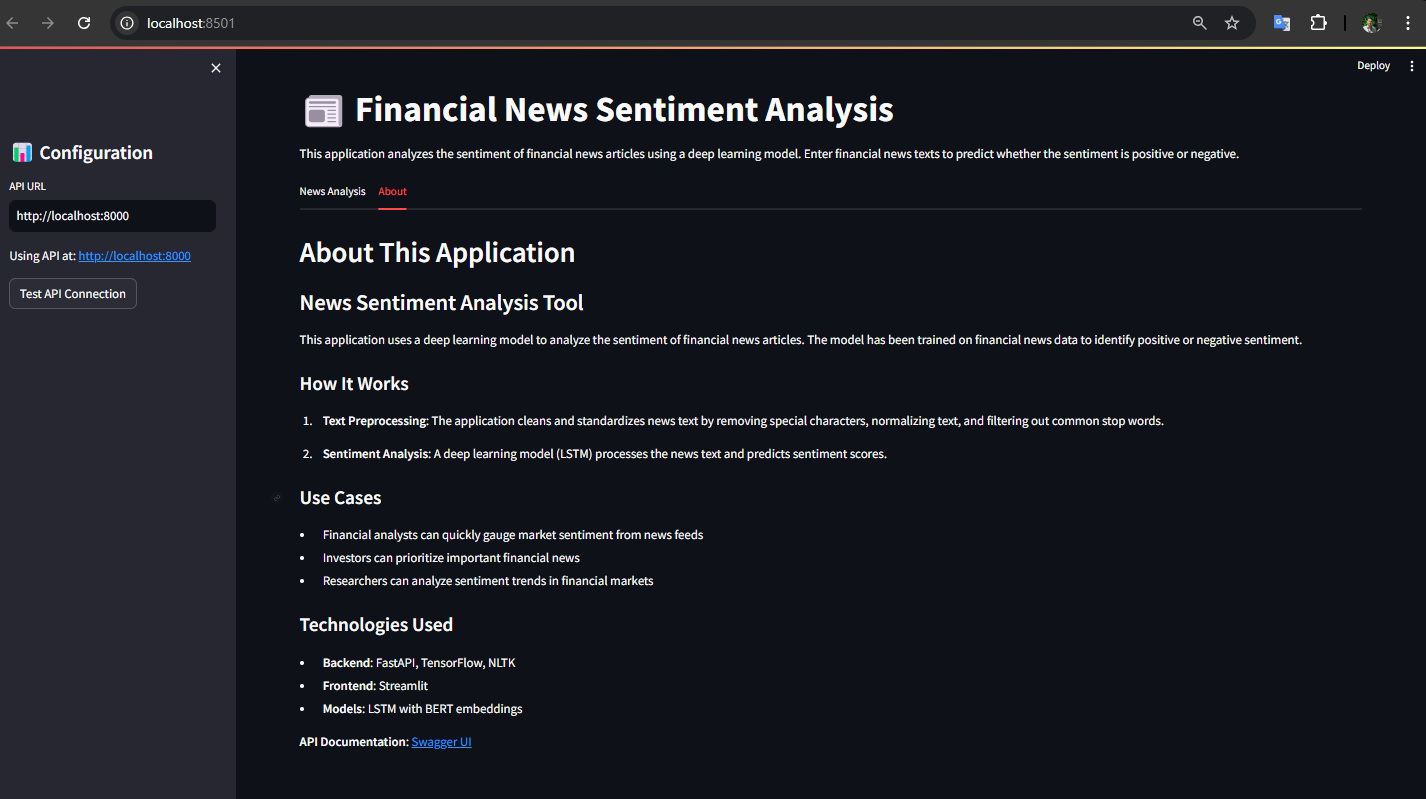 localhost:8501
Deploy
Configuration
API URL
http://localhost:8000
Using API at: http://localhost:8000
Test API Connection
Financial News Sentiment Analysis
This application analyzes the sentiment of financial news articles using a deep learning model. Enter financial news texts to predict whether the sentiment is positive or negative.
News Analysis About
About This Application
News Sentiment Analysis Tool
This application uses a deep learning model to analyze the sentiment of financial news articles. The model has been trained on financial news data to identify positive or negative sentiment.
How It Works
1. Text Preprocessing: The application cleans and standardizes news text by removing special characters, normalizing text, and filtering out common stop words.
2. Sentiment Analysis: A deep learning model (LSTM) processes the news text and predicts sentiment scores.
Use Cases
• Financial analysts can quickly gauge market sentiment from news feeds
• Investors can prioritize important financial news
• Researchers can analyze sentiment trends in financial markets
Technologies Used
• Backend: FastAPI, TensorFlow, NLTK
• Frontend: Streamlit
• Models: LSTM with BERT embeddings
API Documentation: Swagger UI